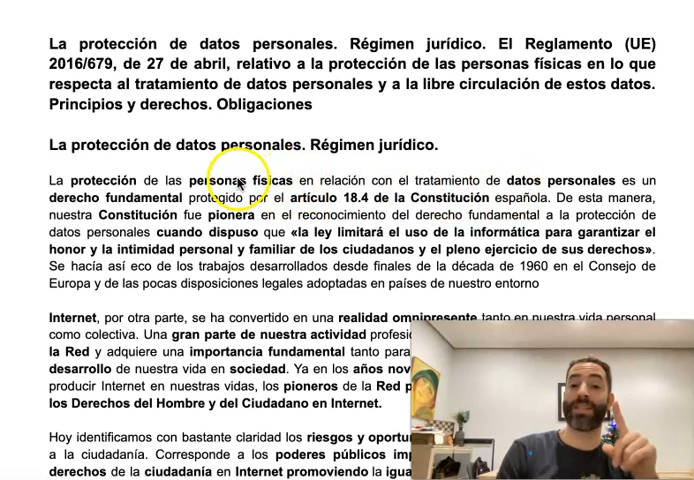 La protección de datos personales. Régimen jurídico. El Reglamento (UE)
2016/679, de 27 de abril, relativo a la protección de las personas físicas en lo que
respecta al tratamiento de datos personales y a la libre circulación de estos datos.
Principios y derechos. Obligaciones
La protección de datos personales. Régimen jurídico.
La protección de las personas físicas en relación con el tratamiento de datos personales es un
derecho fundamental protegido por el artículo 18.4 de la Constitución española. De esta manera,
nuestra Constitución fue pionera en el reconocimiento del derecho fundamental a la protección de
datos personales cuando dispuso que «la ley limitará el uso de la informática para garantizar el
honor y la intimidad personal y familiar de los ciudadanos y el pleno ejercicio de sus derechos».
Se hacía así eco de los trabajos desarrollados desde finales de la década de 1960 en el Consejo de
Europa y de las pocas disposiciones legales adoptadas en países de nuestro entorno
Internet, por otra parte, se ha convertido en una realidad omnipresente tanto en nuestra vida personal
como colectiva. Una gran parte de nuestra actividad
la Red y adquiere una importancia fundamental tanto para
desarrollo de nuestra vida en sociedad. Ya en los años
producir Internet en nuestras vidas, los pioneros de la Red
los Derechos del Hombre y del Ciudadano en Internet.
Hoy identificamos con bastante claridad los riesgos y
a la ciudadanía. Corresponde a los poderes públicos
derechos de la ciudadanía en Internet promoviendo la